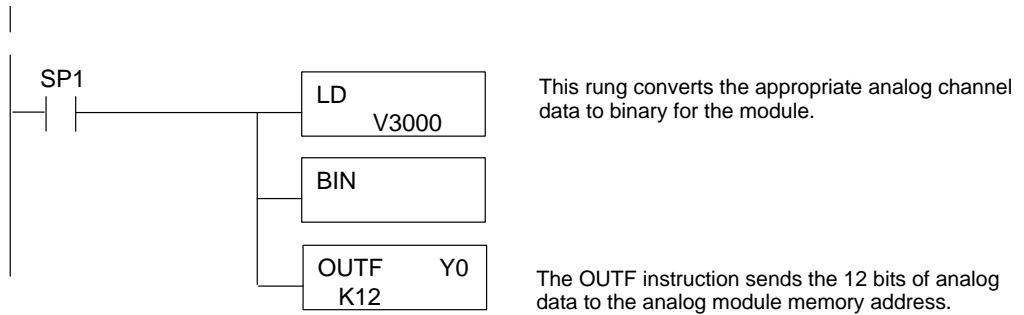 SP1
LD
V3000
This rung converts the appropriate analog channel
data to binary for the module.
BIN
OUTF Y0
K12
The OUTF instruction sends the 12 bits of analog
data to the analog module memory address.